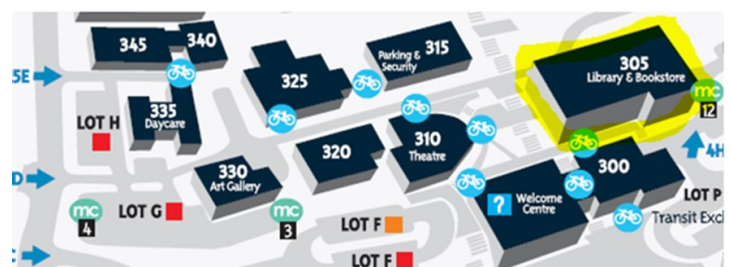 345
340
315
Parking &
Security
305
Library & Bookstore
5E
325
mc
12
335
Daycare
LOT H
310
Theatre
320
330
Art Gallery
300
4H
D
mc
4
LOT G
mc
3
?
Welcome
Centre
LOT P
LOT F
Transit Excl
LOT F